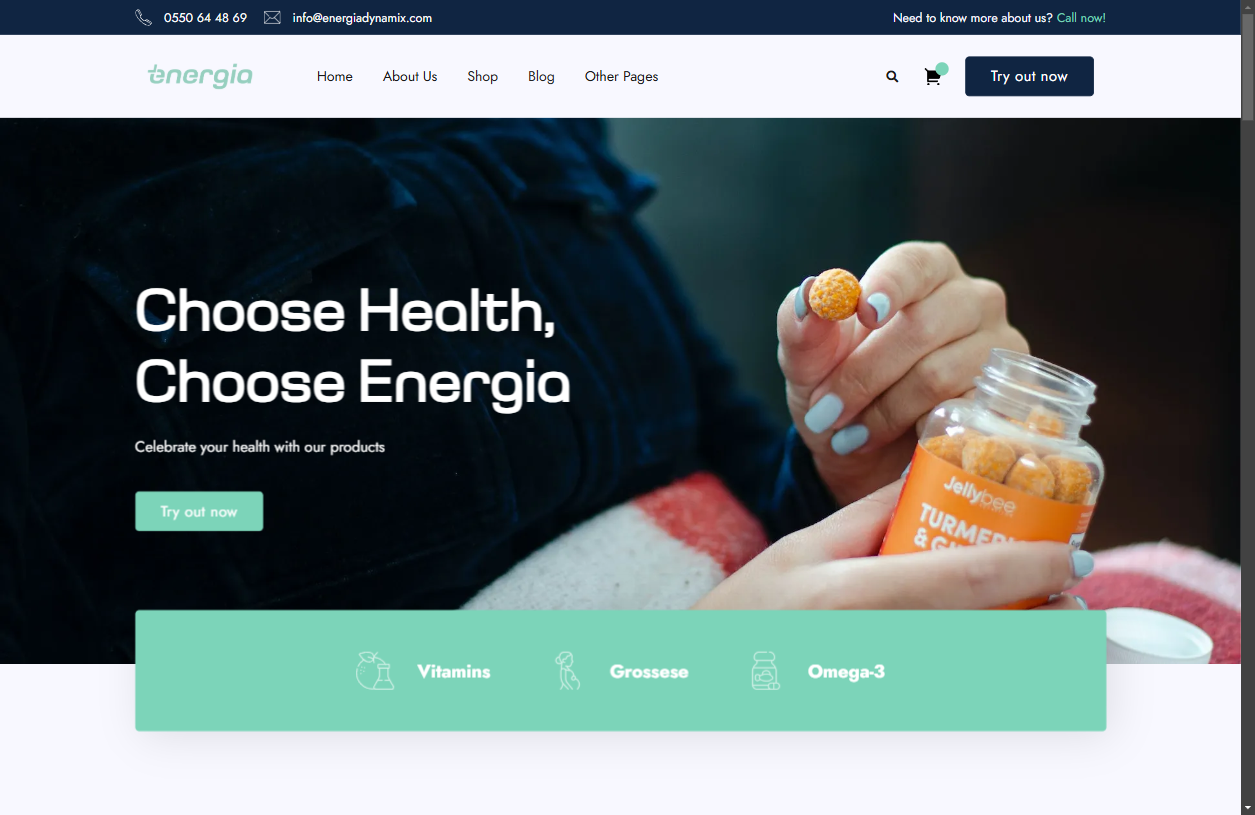 0550 64 48 69
info@energiadynamix.com
Need to know more about us? Call now!
energia
Home
About Us
Shop
Blog
Other Pages
Try out now
Choose Health,
Choose Energia
Celebrate your health with our products
Try out now
Jellybee
TURMER
& G
Vitamins
Grossese
Omega-3